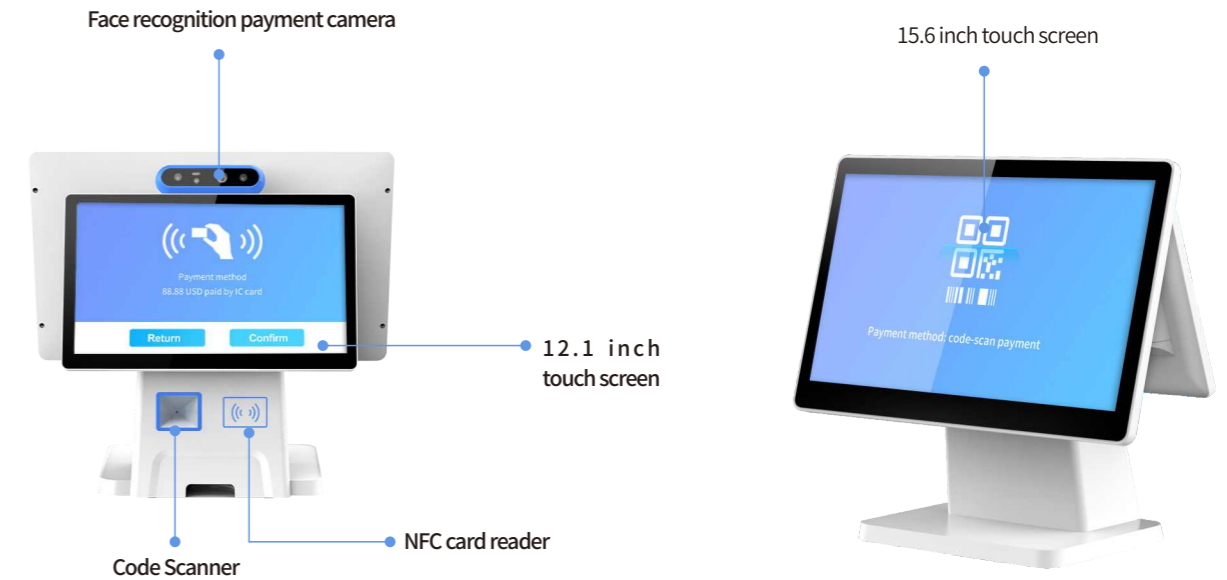 Face recognition payment camera
15.6 inch touch screen
Payment method
88.88 USD paid by IC card
Return
Confirm
12.1 inch
touch screen
Payment method: code-scan payment
NFC card reader
Code Scanner